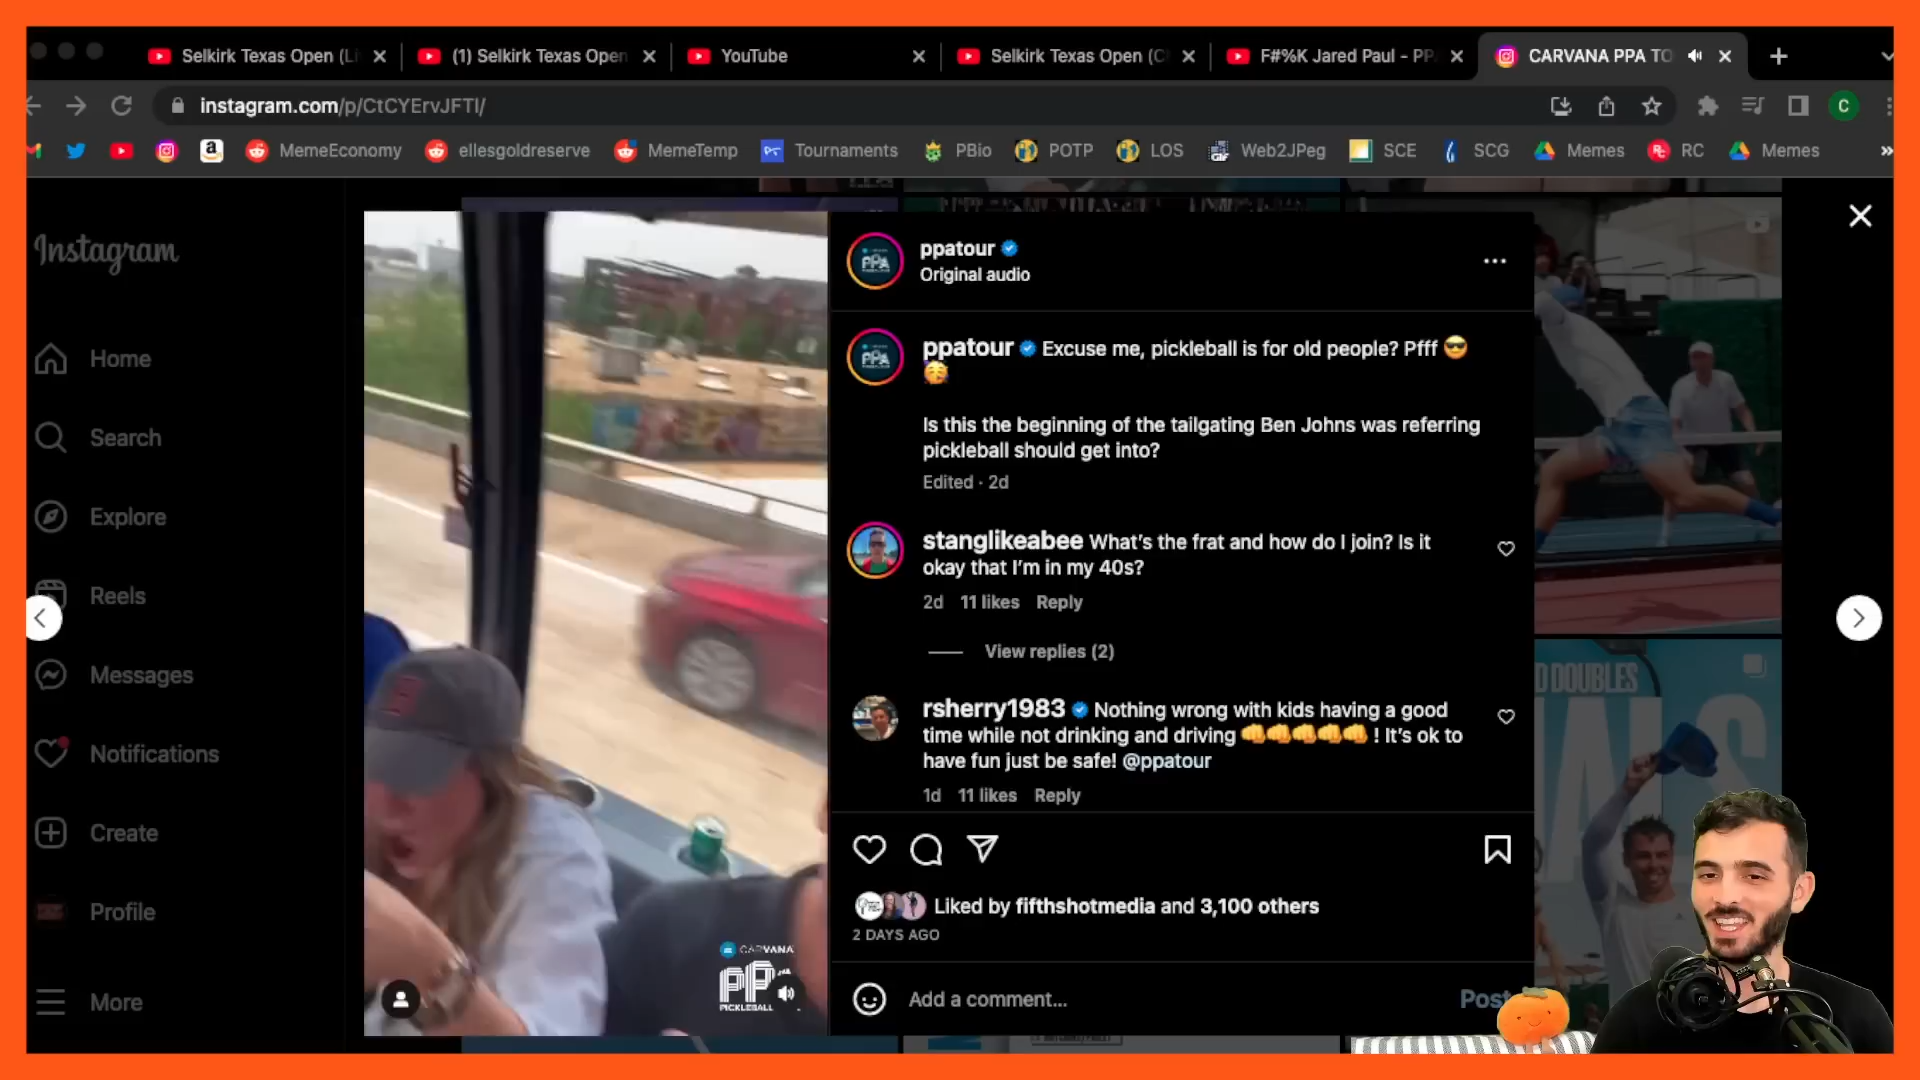 Selkirk Texas Open (Li
(1) Selkirk Texas Open
YouTube
Selkirk Texas Open (C
F#%K Jared Paul - PP
CARVANA PPA TO
instagram.com/p/CtCYErvJFTl/
C
MemeEconomy
ellesgoldreserve
MemeTemp
Tournaments
PBio
POTP
LOS
Web2JPeg
SCE
SCG
Memes
RC
Memes
Instagram
Home
Search
Explore
Reels
Messages
Notifications
Create
Profile
More
CARVANA
PPA
PICKLEBALL
ppatour
Original audio
ppatour Excuse me, pickleball is for old people? Pfff 😎
🥳
Is this the beginning of the tailgating Ben Johns was referring
pickleball should get into?
Edited · 2d
stanglikeabee What's the frat and how do I join? Is it
okay that I'm in my 40s?
2d 11 likes Reply
View replies (2)
rsherry1983 Nothing wrong with kids having a good
time while not drinking and driving 👊👊👊👊👊 ! It's ok to
have fun just be safe! @ppatour
1d 11 likes Reply
Liked by fifthshotmedia and 3,100 others
2 DAYS AGO
Add a comment...
Post
D DOUBLES